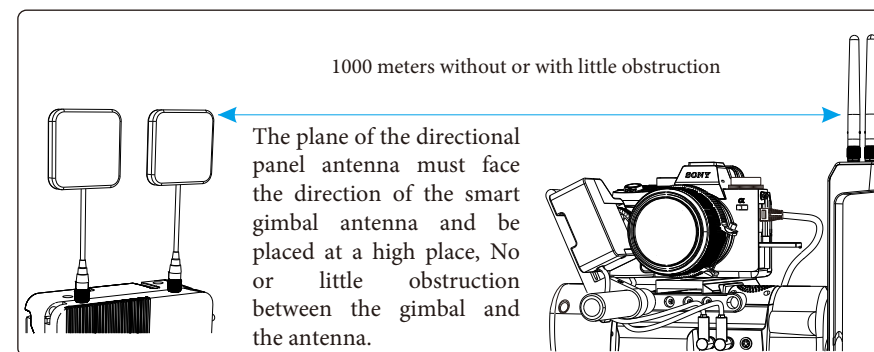 1000 meters without or with little obstruction
The plane of the directional
panel antenna must face
the direction of the smart
gimbal antenna and be
placed at a high place, No
or little obstruction
between the gimbal and
the antenna.
SONY
α